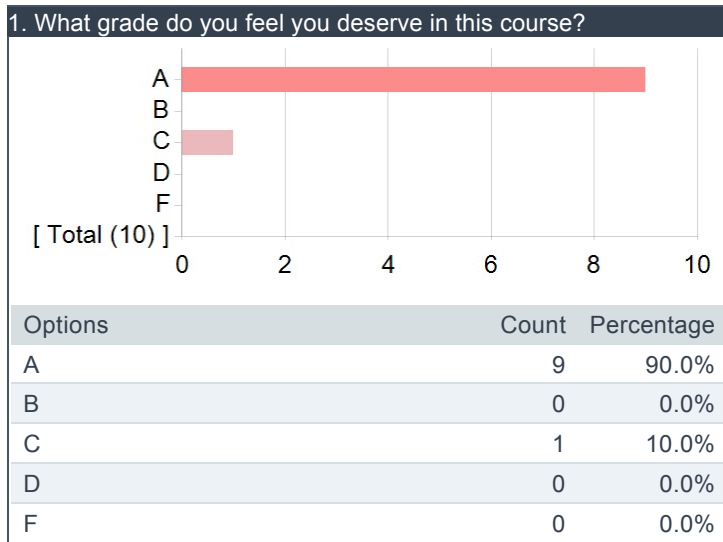 1. What grade do you feel you deserve in this course?
A
B
C
D
F
[ Total (10) ]
0 2 4 6 8 10
Options Count Percentage
A 9 90.0%
B 0 0.0%
C 1 10.0%
D 0 0.0%
F 0 0.0%